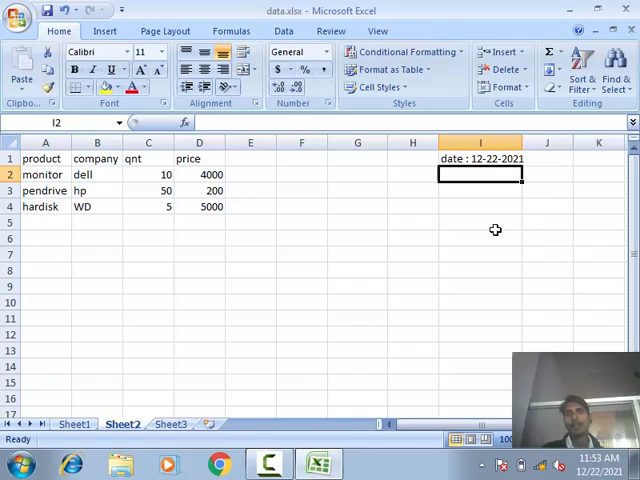 data.xlsx - Microsoft Excel
Home Insert Page Layout Formulas Data Review View
Calibri 11 General Conditional Formatting Insert Σ
Paste B I U A $ % , Format as Table Delete Sort & Find &
Cell Styles Format Filter Select
Clipboard Font Alignment Number Styles Cells Editing
I2 fx
A B C D E F G H I J K
1 product company qnt price date : 12-22-2021
2 monitor dell 10 4000
3 pendrive hp 50 200
4 hardisk WD 5 5000
5
6
7
8
9
10
11
12
13
14
15
16
17
Sheet1 Sheet2 Sheet3
Ready
11:53 AM
12/22/2021